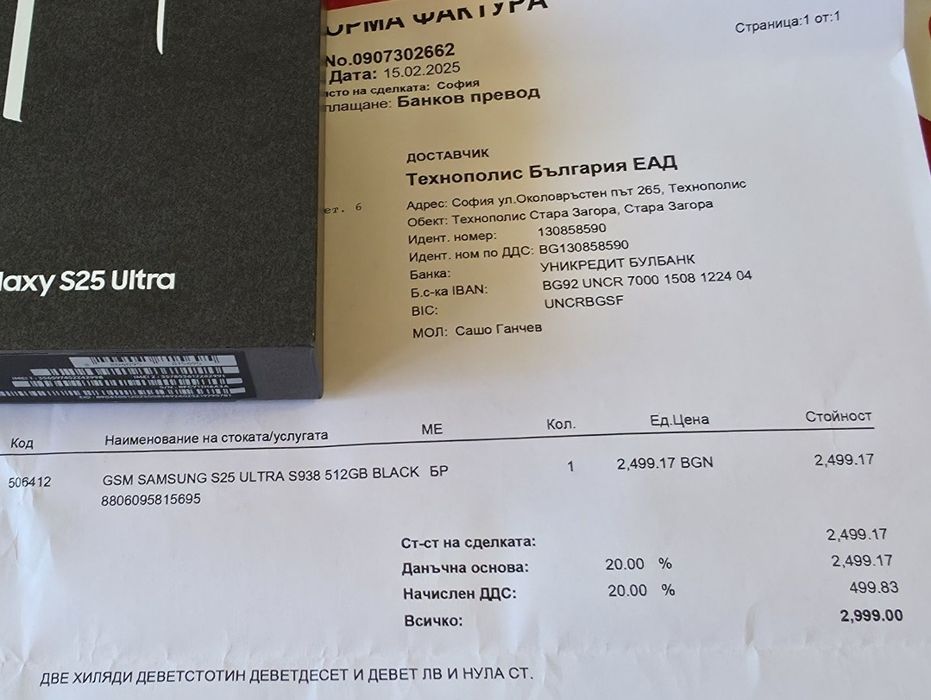 ОРМА ФАКТУРА
Страница:1 от:1
No.0907302662
Дата: 15.02.2025
ясто на сделката: София
плащане: Банков превод
ДОСТАВЧИК
Технополис България ЕАД
ет. 6
Адрес: София ул.Околовръстен път 265, Технополис
Обект: Технополис Стара Загора, Стара Загора
Идент. номер: 130858590
Идент. ном по ДДС: BG130858590
Банка: УНИКРЕДИТ БУЛБАНК
Б.с-ка IBAN: BG92 UNCR 7000 1508 1224 04
BIC: UNCRBGSF
МОЛ: Сашо Ганчев
laxy S25 Ultra
Код Наименование на стоката/услугата МЕ Кол. Ед.Цена Стойност
506412 GSM SAMSUNG S25 ULTRA S938 512GB BLACK БР 1 2,499.17 BGN 2,499.17
8806095815695
Ст-ст на сделката: 2,499.17
Данъчна основа: 20.00 % 2,499.17
Начислен ДДС: 20.00 % 499.83
Всичко: 2,999.00
ДВЕ ХИЛЯДИ ДЕВЕТСТОТИН ДЕВЕТДЕСЕТ И ДЕВЕТ ЛВ И НУЛА СТ.